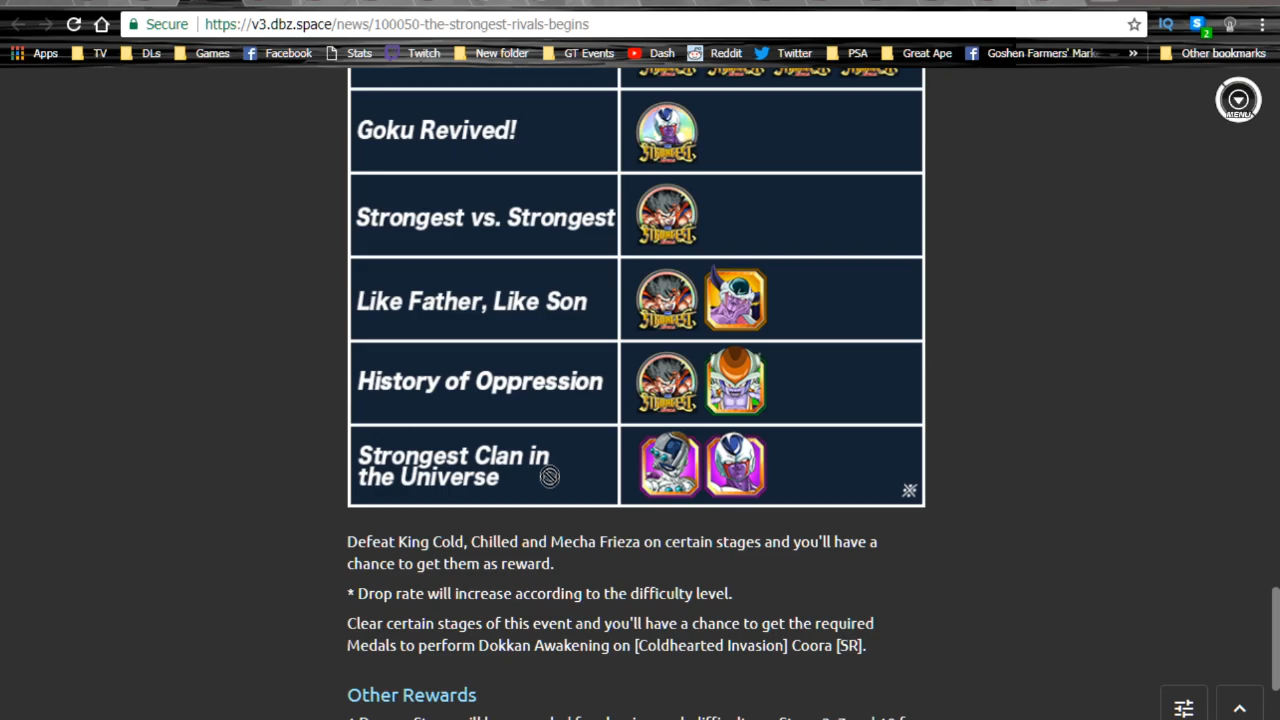 Secure https://v3.dbz.space/news/100050-the-strongest-rivals-begins
Apps TV DLs Games Facebook Stats Twitch New folder GT Events Dash Reddit Twitter PSA Great Ape Goshen Farmers' Mark » Other bookmarks
MENU
Goku Revived!
Strongest vs. Strongest
Like Father, Like Son
History of Oppression
Strongest Clan in
the Universe
※
Defeat King Cold, Chilled and Mecha Frieza on certain stages and you'll have a
chance to get them as reward.
* Drop rate will increase according to the difficulty level.
Clear certain stages of this event and you'll have a chance to get the required
Medals to perform Dokkan Awakening on [Coldhearted Invasion] Coora [SR].
Other Rewards